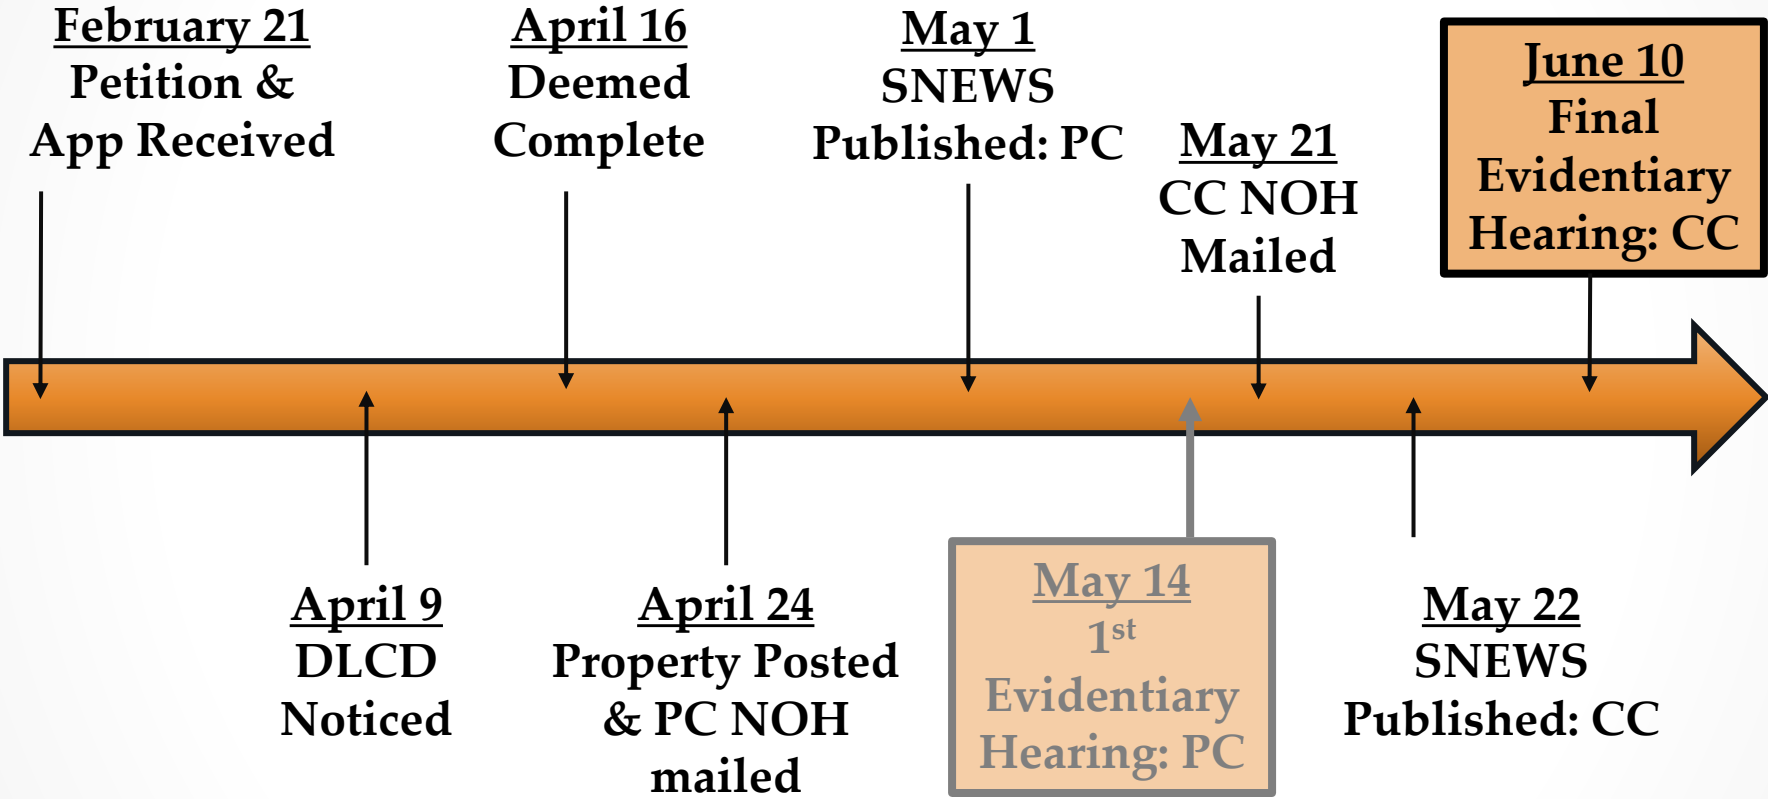 February 21
Petition &
App Received
April 16
Deemed
Complete
May 1
SNEWS
Published: PC
May 21
CC NOH
Mailed
June 10
Final
Evidentiary
Hearing: CC
April 9
DLCD
Noticed
April 24
Property Posted
& PC NOH
mailed
May 14
1st
Evidentiary
Hearing: PC
May 22
SNEWS
Published: CC